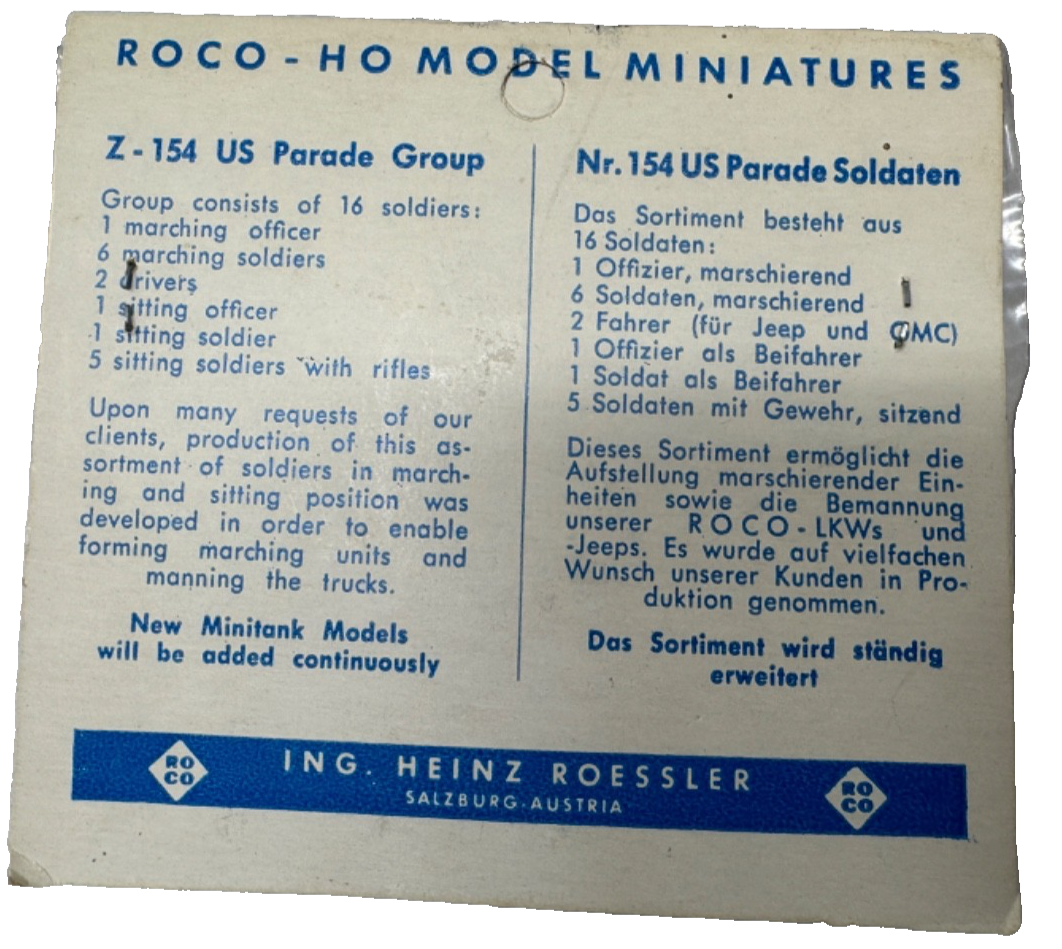 ROCO - HO MODEL MINIATURES
Z - 154 US Parade Group
Group consists of 16 soldiers:
1 marching officer
6 marching soldiers
2 drivers
1 sitting officer
1 sitting soldier
5 sitting soldiers with rifles
Upon many requests of our
clients, production of this as-
sortment of soldiers in march-
ing and sitting position was
developed in order to enable
forming marching units and
manning the trucks.
New Minitank Models
will be added continuously
Nr. 154 US Parade Soldaten
Das Sortiment besteht aus
16 Soldaten:
1 Offizier, marschierend
6 Soldaten, marschierend
2 Fahrer (für Jeep und GMC)
1 Offizier als Beifahrer
1 Soldat als Beifahrer
5 Soldaten mit Gewehr, sitzend
Dieses Sortiment ermöglicht die
Aufstellung marschierender Ein-
heiten sowie die Bemannung
unserer ROCO - LKWs und
-Jeeps. Es wurde auf vielfachen
Wunsch unserer Kunden in Pro-
duktion genommen.
Das Sortiment wird ständig
erweitert
RO
CO
ING. HEINZ ROESSLER
SALZBURG-AUSTRIA
RO
CO